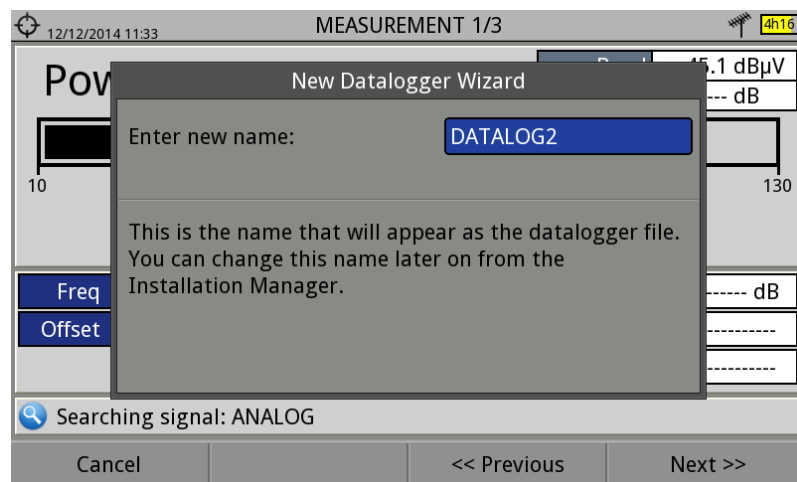 12/12/2014 11:33
MEASUREMENT 1/3
4h16
Pow
5.1 dBµV
--- dB
New Datalogger Wizard
Enter new name:
DATALOG2
10
130
This is the name that will appear as the datalogger file.
You can change this name later on from the
Installation Manager.
Freq
------ dB
Offset
----------
----------
Searching signal: ANALOG
Cancel
<< Previous
Next >>